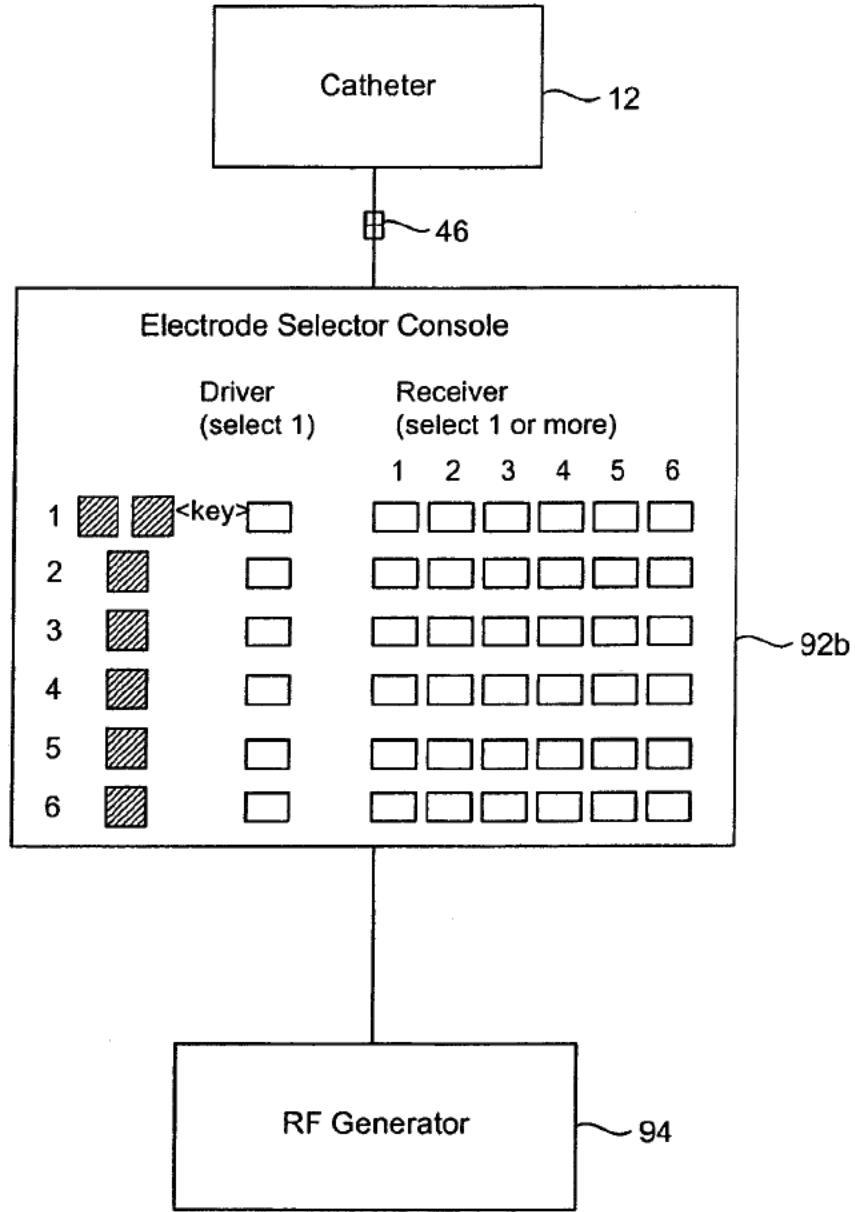 Catheter
12
46
Electrode Selector Console
Driver Receiver
(select 1) (select 1 or more)
1 2 3 4 5 6
1 <key>
2
3
92b
4
5
6
RF Generator
94